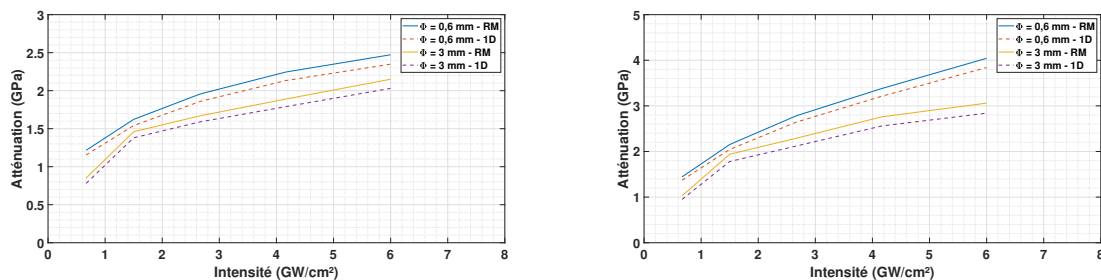 3
2.5
2
1.5
1
0.5
0
Atténuation (GPa)
0 1 2 3 4 5 6 7 8
Intensité (GW/cm²)
Φ = 0,6 mm - RM
Φ = 0,6 mm - 1D
Φ = 3 mm - RM
Φ = 3 mm - 1D
5
4
3
2
1
0
Atténuation (GPa)
0 1 2 3 4 5 6 7 8
Intensité (GW/cm²)
Φ = 0,6 mm - RM
Φ = 0,6 mm - 1D
Φ = 3 mm - RM
Φ = 3 mm - 1D